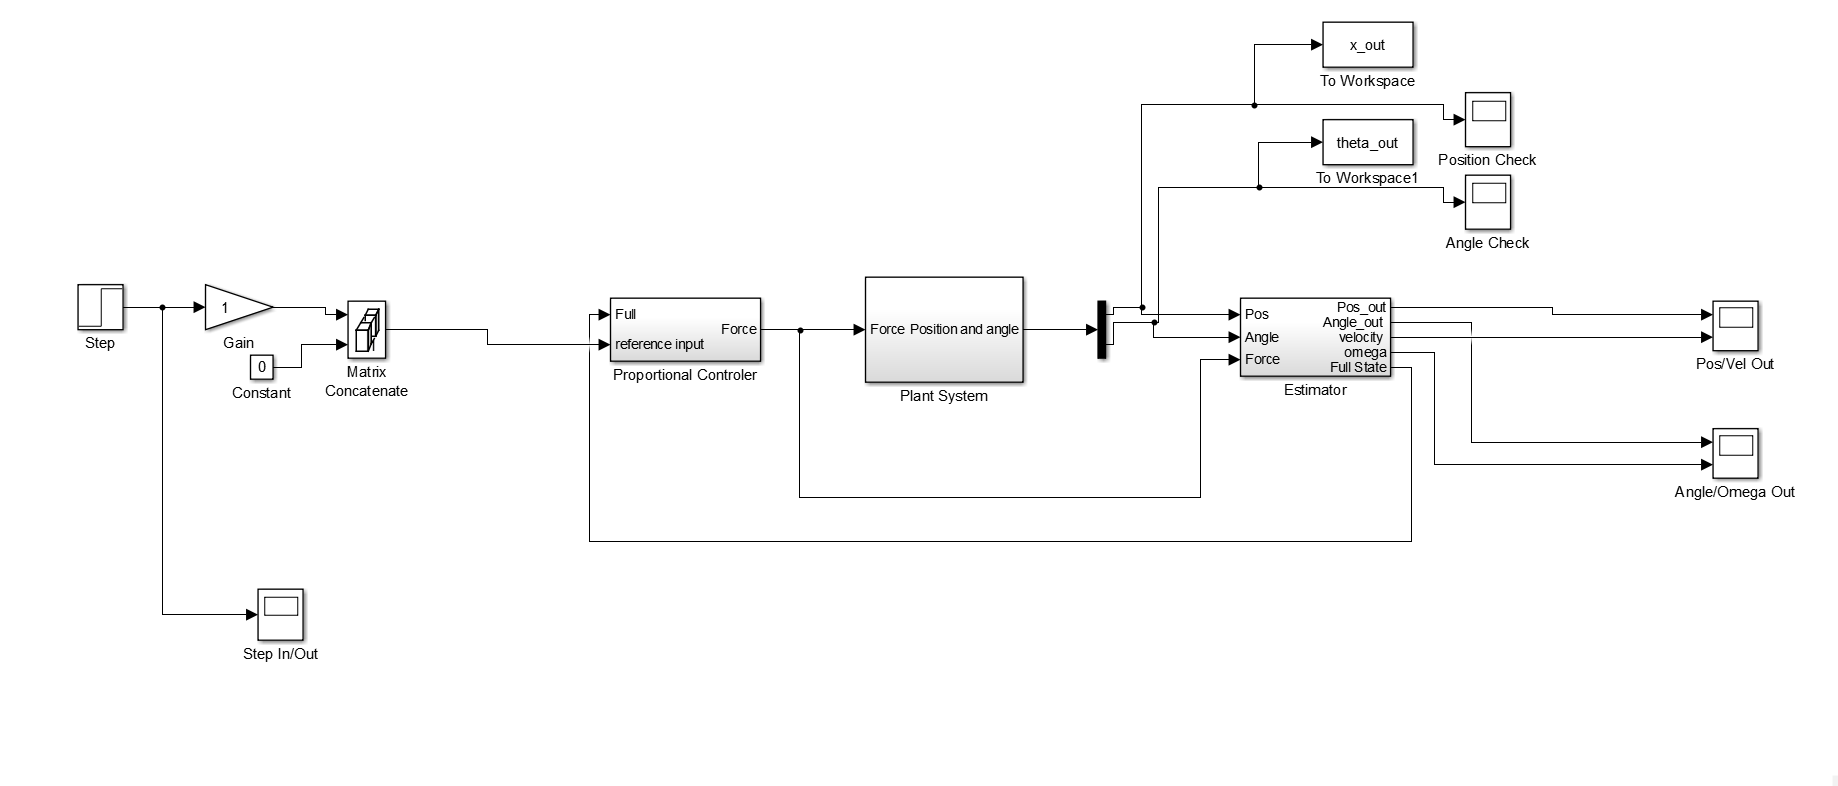 x_out
To Workspace
theta_out
To Workspace1
Position Check
Angle Check
Step
1
Gain
0
Constant
Matrix
Concatenate
Full
reference input
Force
Proportional Controler
Force
Position and angle
Plant System
Pos
Angle
Force
Pos_out
Angle_out
velocity
omega
Full State
Estimator
Pos/Vel Out
Angle/Omega Out
Step In/Out